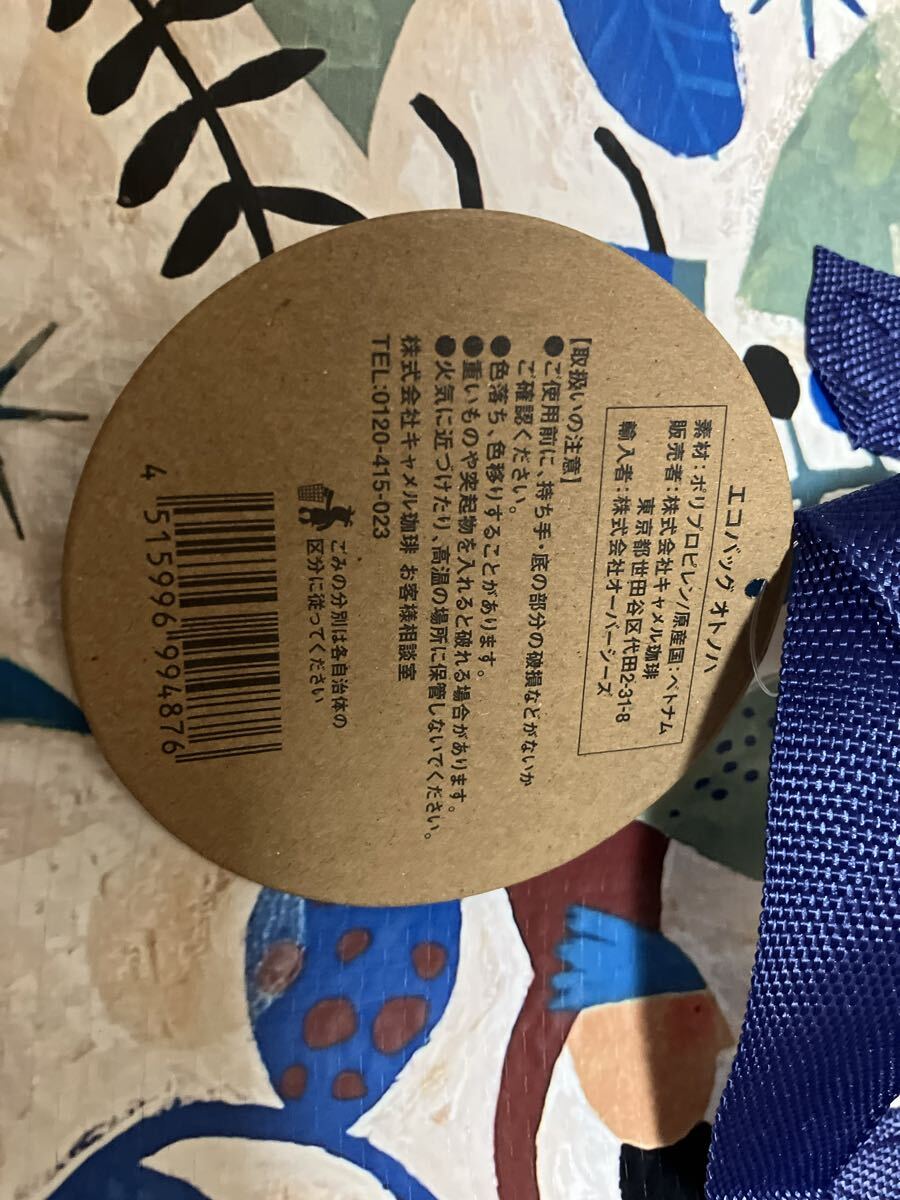 エコバッグ オトノハ
素材：ポリプロピレン/原産国：ベトナム
販売者：株式会社キャメル珈琲
東京都世田谷区代田2-31-8
輸入者：株式会社オーバーシーズ
【取扱いの注意】
●ご使用前に、持ち手・底の部分の破損などがないか
ご確認ください。
●色落ち、色移りすることがあります。
●重いものや突起物を入れると破れる場合があります。
●火気に近づけたり、高温の場所に保管しないでください。
株式会社キャメル珈琲 お客様相談室
TEL:0120-415-023
ごみの分別は各自治体の
区分に従ってください
4 515996 994876